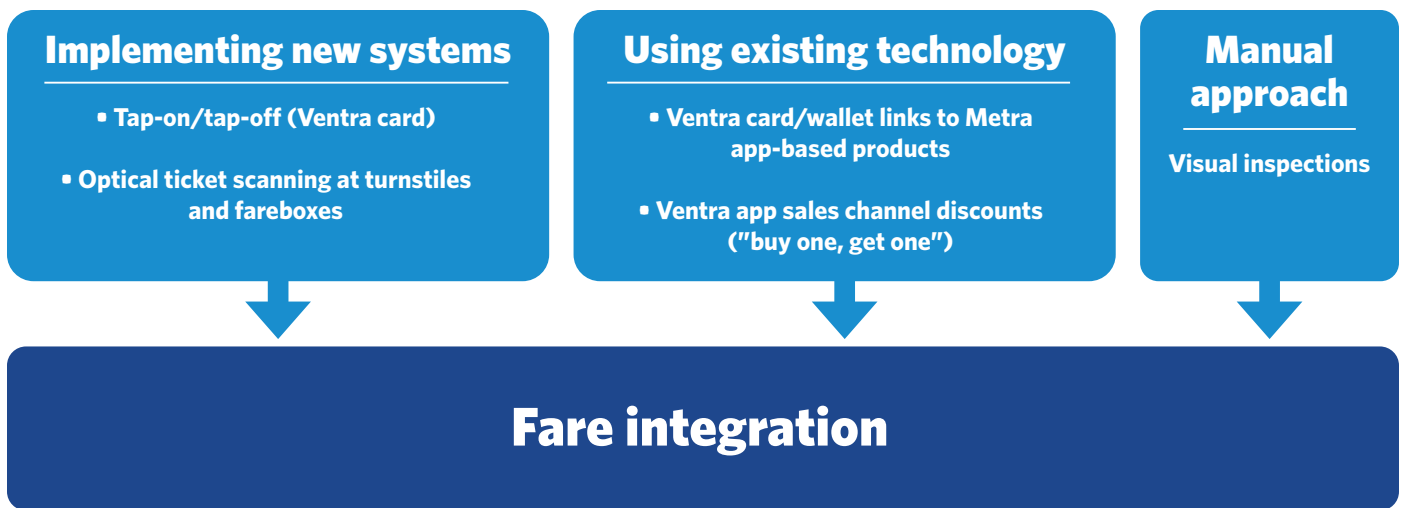 Implementing new systems
▪ Tap-on/tap-off (Ventra card)
▪ Optical ticket scanning at turnstiles
and fareboxes
Using existing technology
▪ Ventra card/wallet links to Metra
app-based products
▪ Ventra app sales channel discounts
("buy one, get one")
Manual
approach
Visual inspections
Fare integration